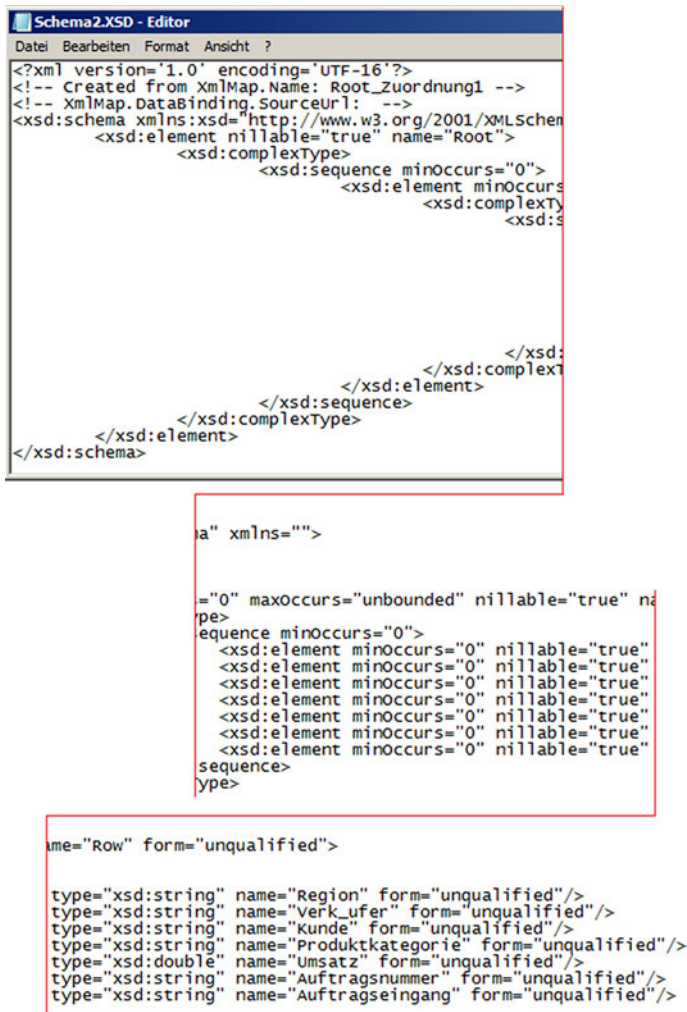 Schema2.XSD - Editor
Datei Bearbeiten Format Ansicht ?
<?xml version='1.0' encoding='UTF-16'?>
<!-- Created from XmlMap.Name: Root_Zuordnung1 -->
<!-- XmlMap.DataBinding.SourceUrl:  -->
<xsd:schema xmlns:xsd="http://www.w3.org/2001/XMLSchem
<xsd:element nillable="true" name="Root">
<xsd:complexType>
<xsd:sequence minOccurs="0">
<xsd:element minOccurs
<xsd:complexTy
<xsd:s
</xsd:
</xsd:complexT
</xsd:element>
</xsd:sequence>
</xsd:complexType>
</xsd:element>
</xsd:schema>
ma" xmlns="">
s="0" maxOccurs="unbounded" nillable="true" na
ype>
sequence minOccurs="0">
<xsd:element minOccurs="0" nillable="true"
<xsd:element minOccurs="0" nillable="true"
<xsd:element minOccurs="0" nillable="true"
<xsd:element minOccurs="0" nillable="true"
<xsd:element minOccurs="0" nillable="true"
<xsd:element minOccurs="0" nillable="true"
<xsd:element minOccurs="0" nillable="true"
sequence>
ype>
ame="Row" form="unqualified">
type="xsd:string" name="Region" form="unqualified"/>
type="xsd:string" name="Verk_ufer" form="unqualified"/>
type="xsd:string" name="Kunde" form="unqualified"/>
type="xsd:string" name="Produktkategorie" form="unqualified"/>
type="xsd:double" name="Umsatz" form="unqualified"/>
type="xsd:string" name="Auftragsnummer" form="unqualified"/>
type="xsd:string" name="Auftragseingang" form="unqualified"/>